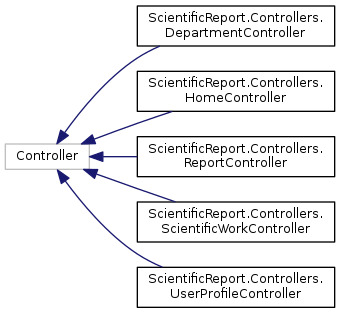 ScientificReport.Controllers.
DepartmentController
ScientificReport.Controllers.
HomeController
Controller
ScientificReport.Controllers.
ReportController
ScientificReport.Controllers.
ScientificWorkController
ScientificReport.Controllers.
UserProfileController